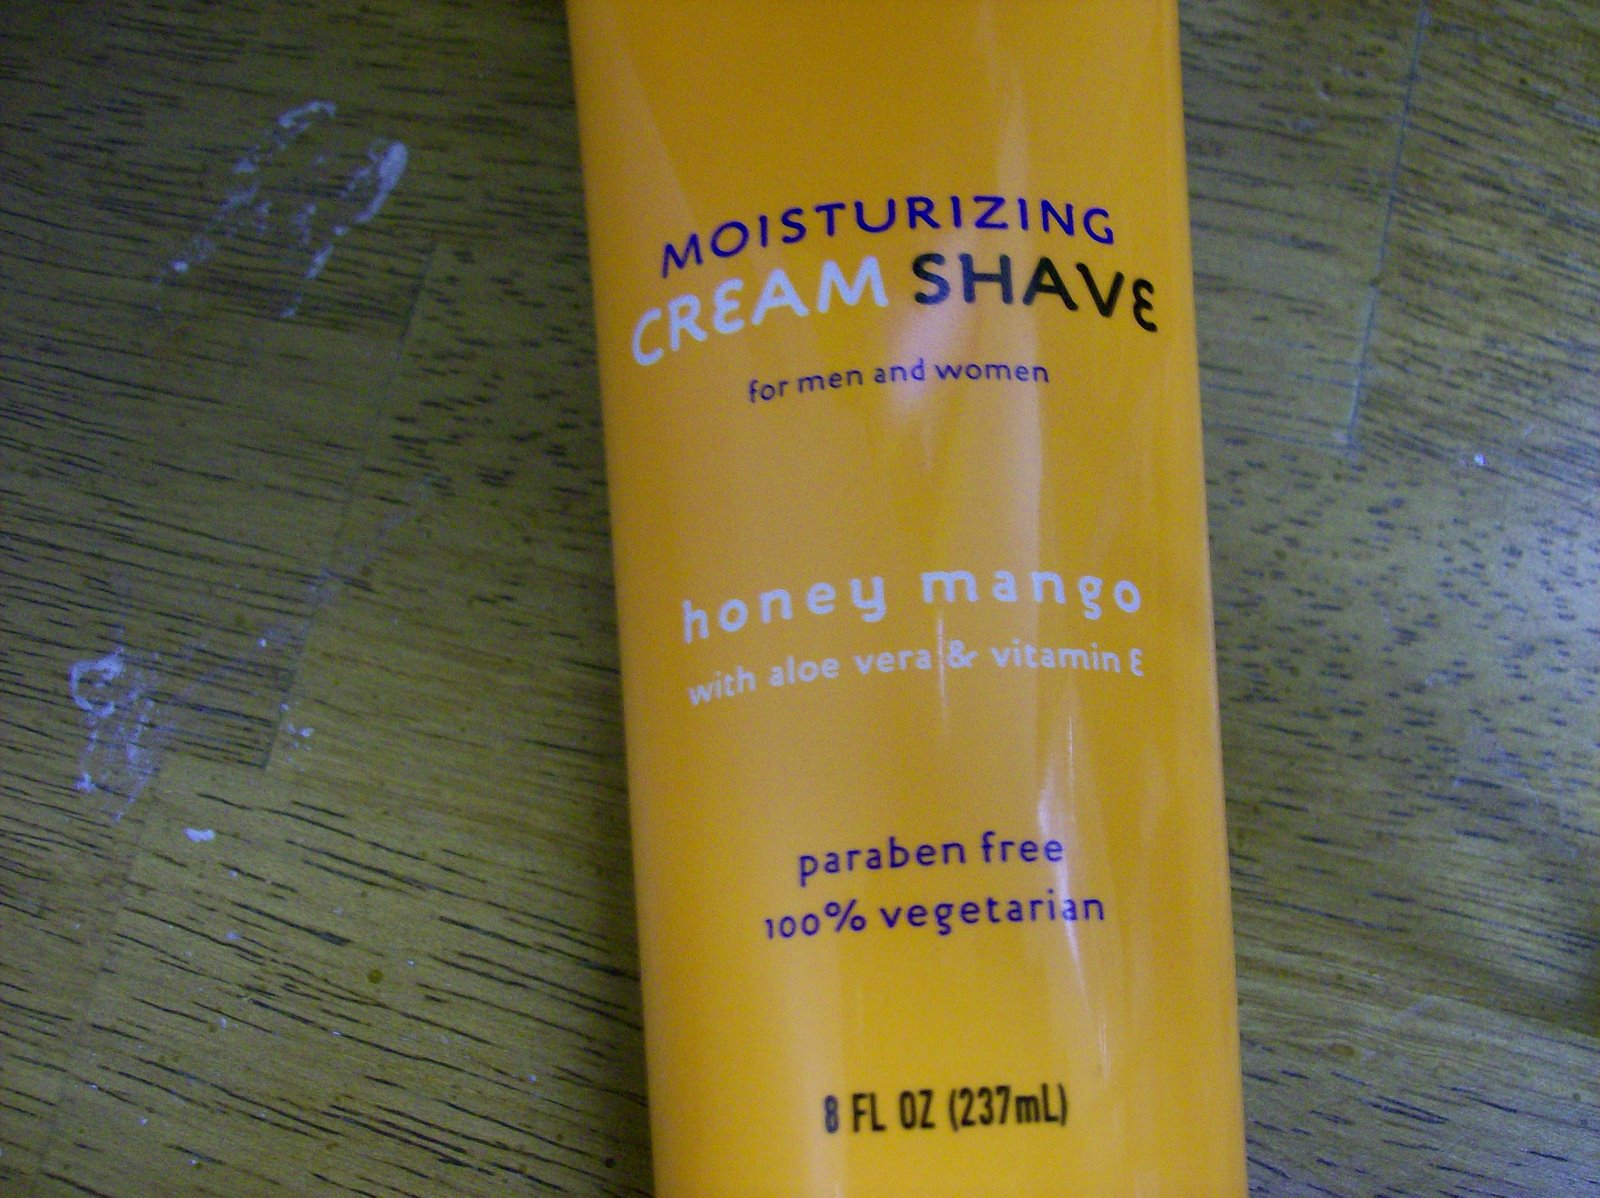 MOISTURIZING
CREAM SHAVE
for men and women
honey mango
with aloe vera & vitamin E
paraben free
100% vegetarian
8 FL OZ (237mL)